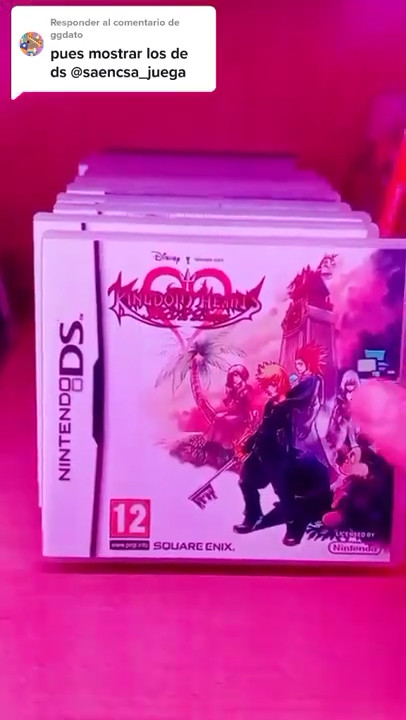 Responder al comentario de
ggdato
pues mostrar los de
ds @saencsa_juega
Disney
KINGDOM HEARTS
NINTENDO DS
12
www.pegi.info
SQUARE ENIX.
LICENSED BY
Nintendo